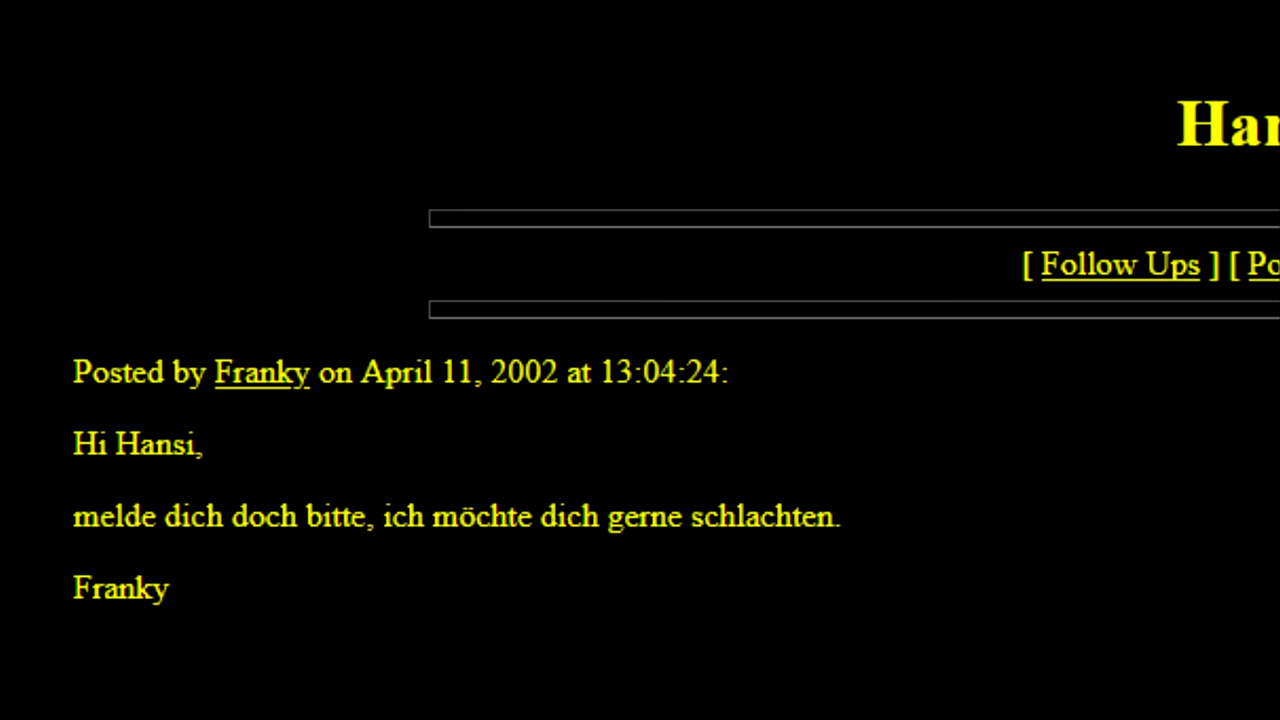 Han
[ Follow Ups ] [ Po
Posted by Franky on April 11, 2002 at 13:04:24:
Hi Hansi,
melde dich doch bitte, ich möchte dich gerne schlachten.
Franky